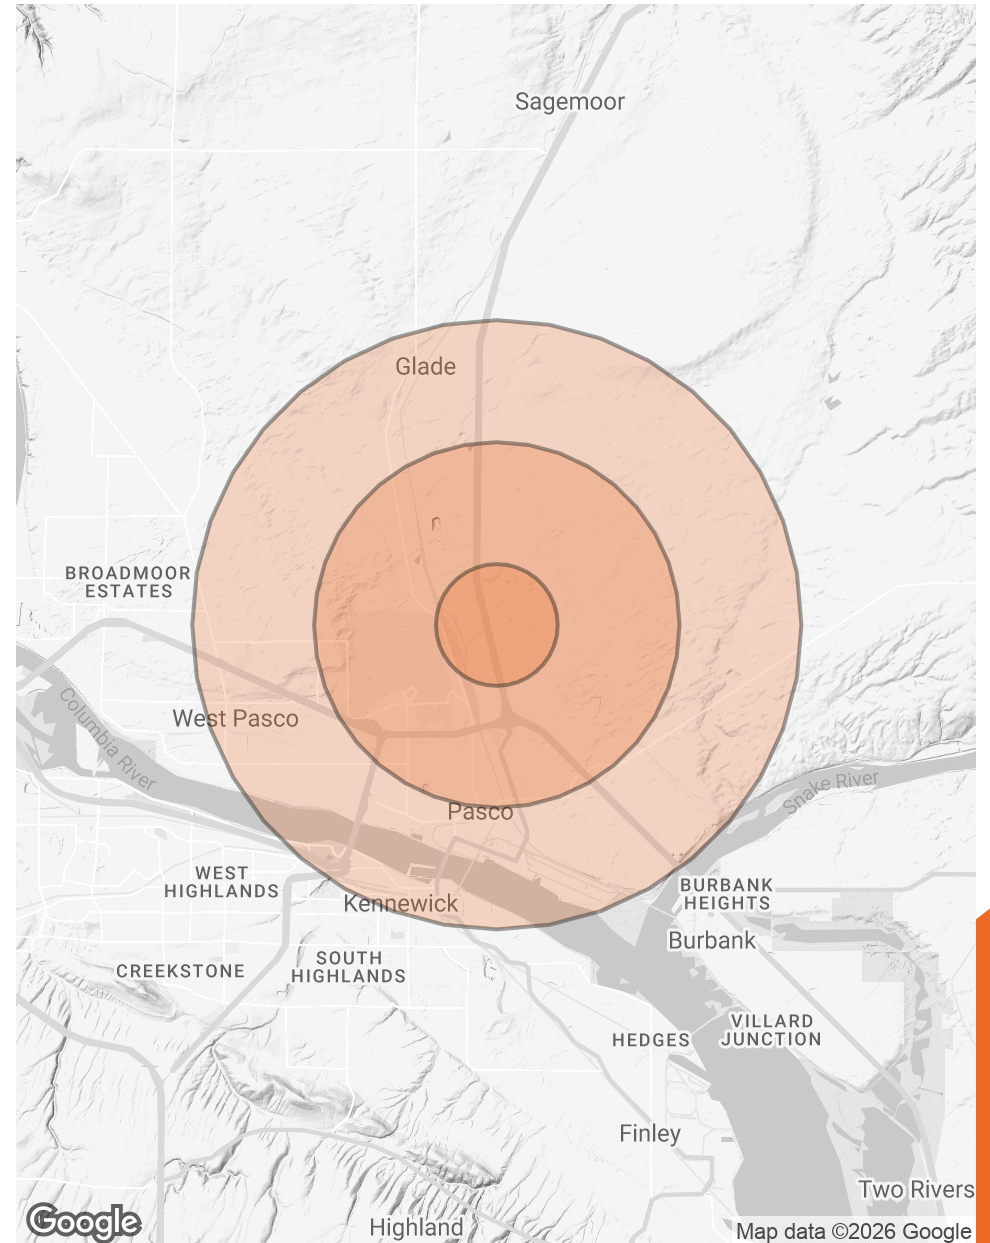 Sagemoor
Glade
BROADMOOR
ESTATES
West Pasco
Columbia River
Snake River
Pasco
WEST
HIGHLANDS
Kennewick
BURBANK
HEIGHTS
Burbank
SOUTH
HIGHLANDS
CREEKSTONE
VILLARD
JUNCTION
HEDGES
Finley
Two Rivers
Highland
Google
Map data ©2026 Google